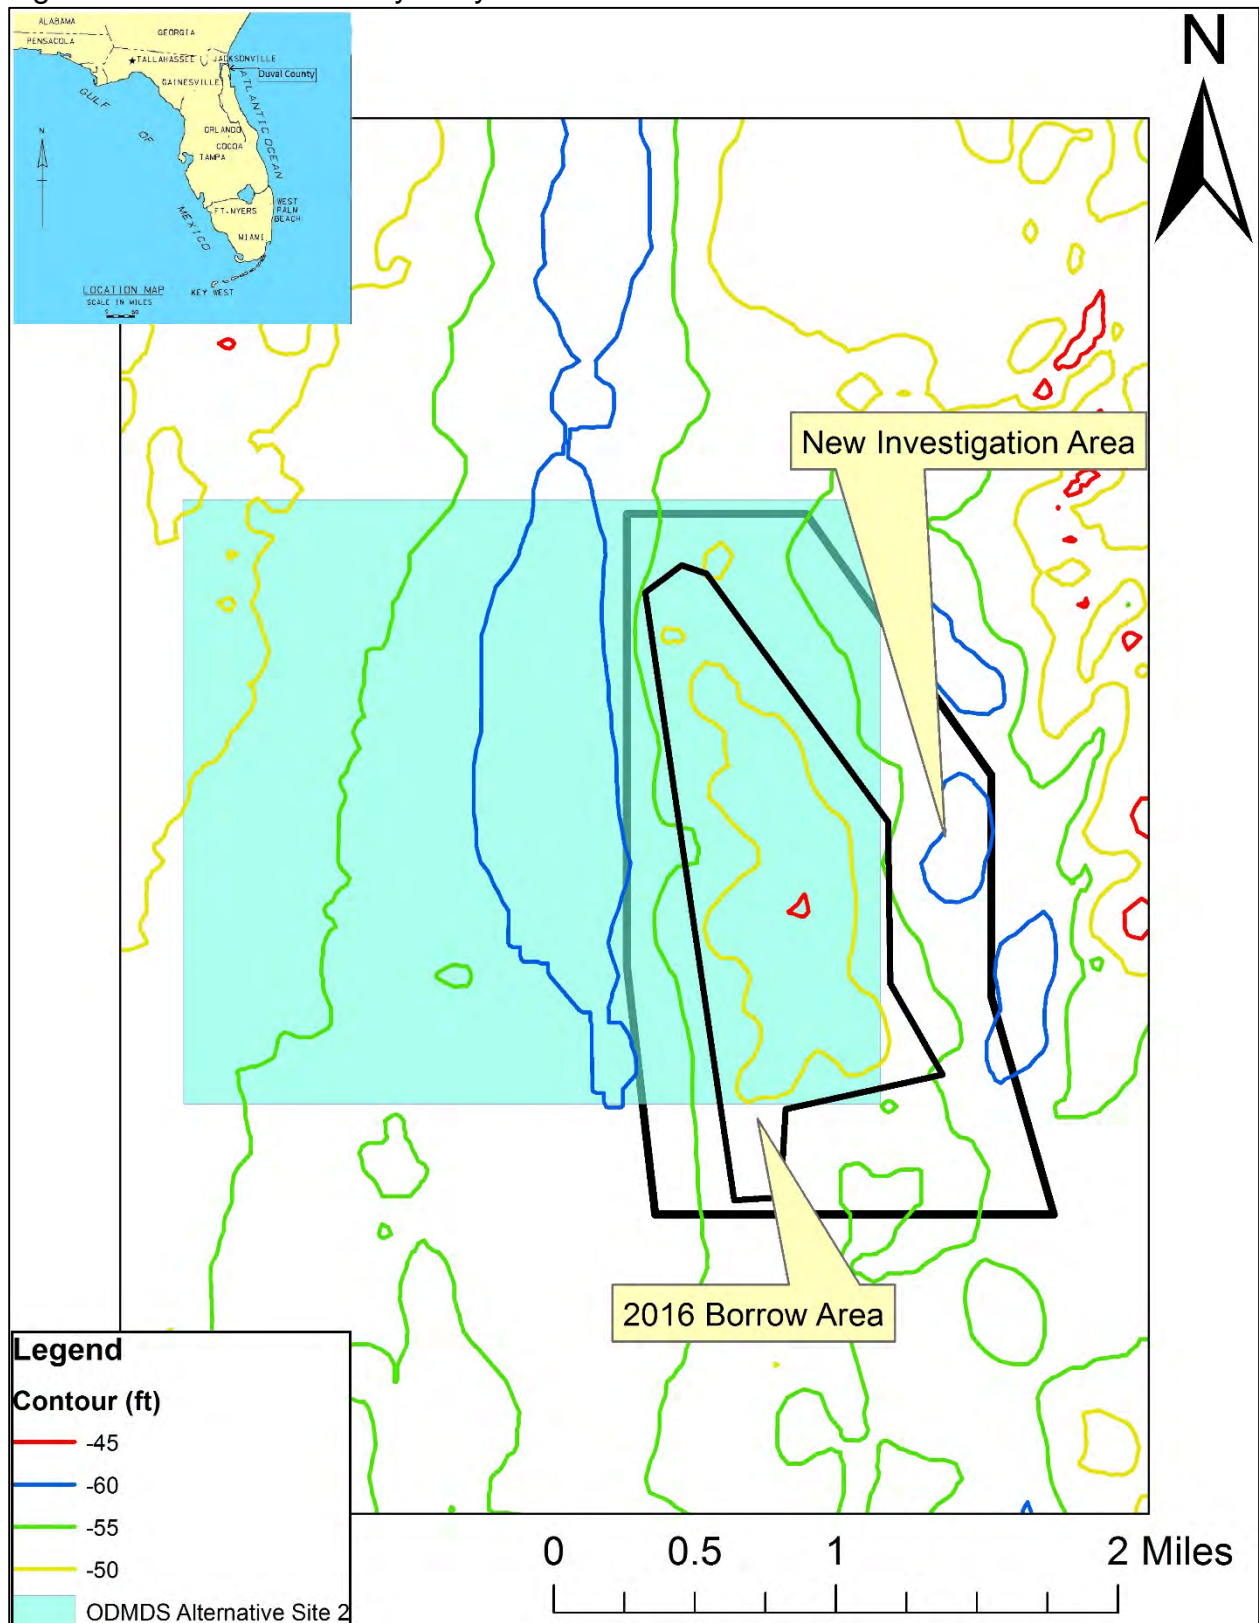 ALABAMA
PENSACOLA
GEORGIA
TALLAHASSEE
JACKSONVILLE
Duval County
GAINESVILLE
GULF
OF
MEXICO
ATLANTIC OCEAN
ORLANDO
COCOA
TAMPA
FT. MYERS
WEST
PALM
BEACH
MIAMI
KEY WEST
N
LOCATION MAP
SCALE IN MILES
0 50
N
New Investigation Area
2016 Borrow Area
Legend
Contour (ft)
-45
-60
-55
-50
ODMDS Alternative Site 2
0 0.5 1 2 Miles